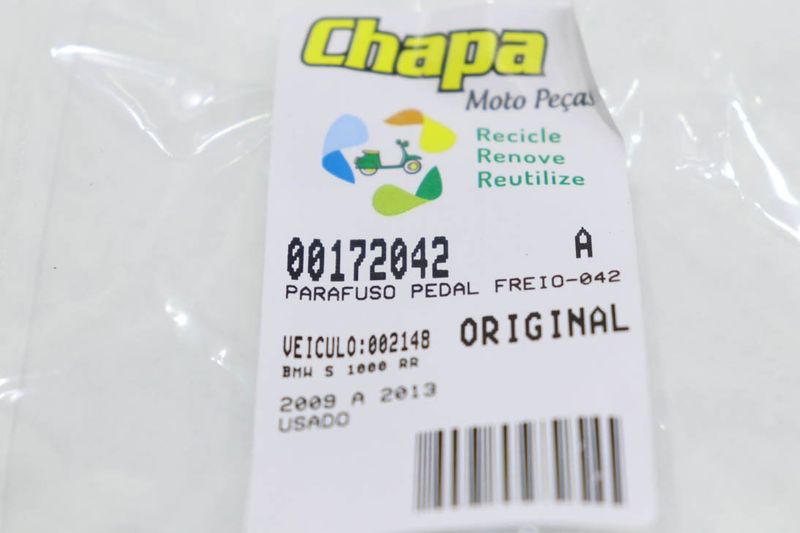 Chapa
Moto Peças
Recicle
Renove
Reutilize
00172042 A
PARAFUSO PEDAL FREIO-042
VEICULO:002148 ORIGINAL
BMW S 1000 RR
2009 A 2013
USADO